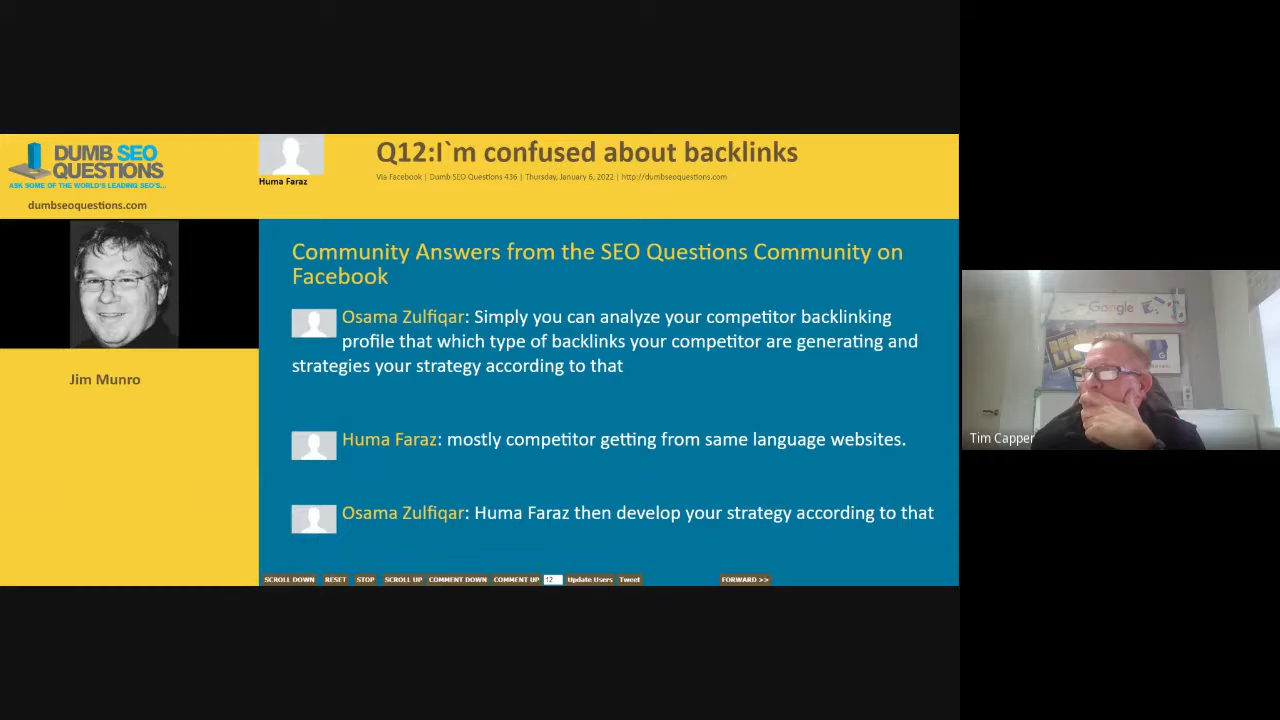 DUMB SEO
QUESTIONS
ASK SOME OF THE WORLD'S LEADING SEO'S...
dumbseoquestions.com
Huma Faraz
Q12:I`m confused about backlinks
Via Facebook | Dumb SEO Questions 436 | Thursday, January 6, 2022 | http://dumbseoquestions.com
Jim Munro
Community Answers from the SEO Questions Community on
Facebook
Osama Zulfiqar: Simply you can analyze your competitor backlinking
profile that which type of backlinks your competitor are generating and
strategies your strategy according to that
Huma Faraz: mostly competitor getting from same language websites.
Osama Zulfiqar: Huma Faraz then develop your strategy according to that
SCROLL DOWN RESET STOP SCROLL UP COMMENT DOWN COMMENT UP 12 Update Users Tweet FORWARD >>
Google
Tim Capper